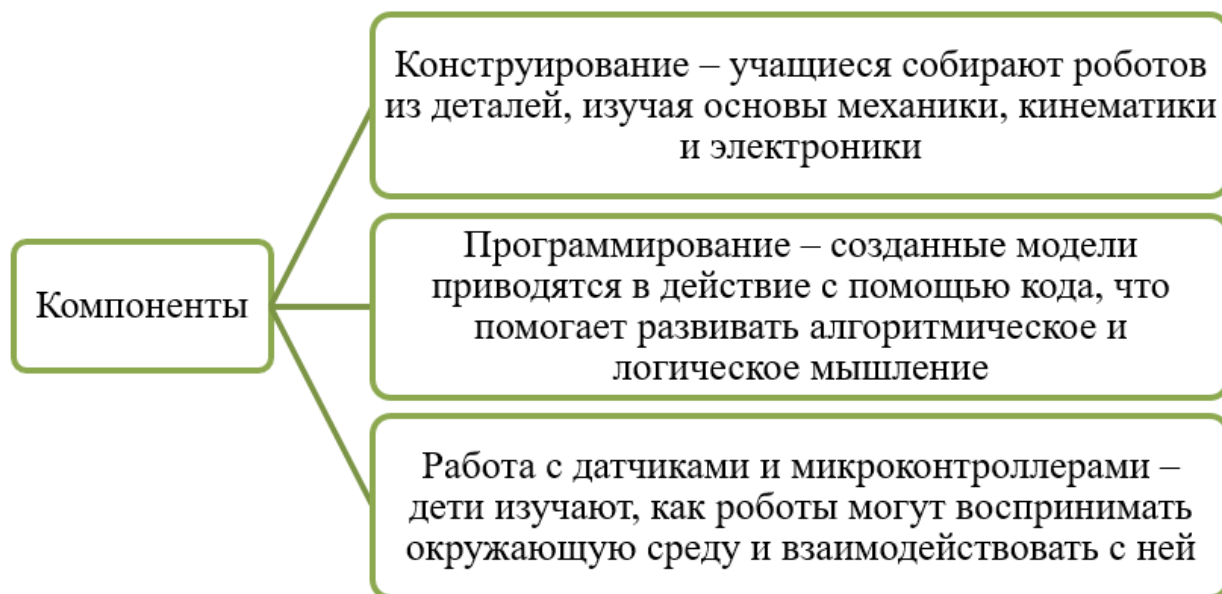 Конструирование – учащиеся собирают роботов
из деталей, изучая основы механики, кинематики
и электроники
Компоненты
Программирование – созданные модели
приводятся в действие с помощью кода, что
помогает развивать алгоритмическое и
логическое мышление
Работа с датчиками и микроконтроллерами –
дети изучают, как роботы могут воспринимать
окружающую среду и взаимодействовать с ней